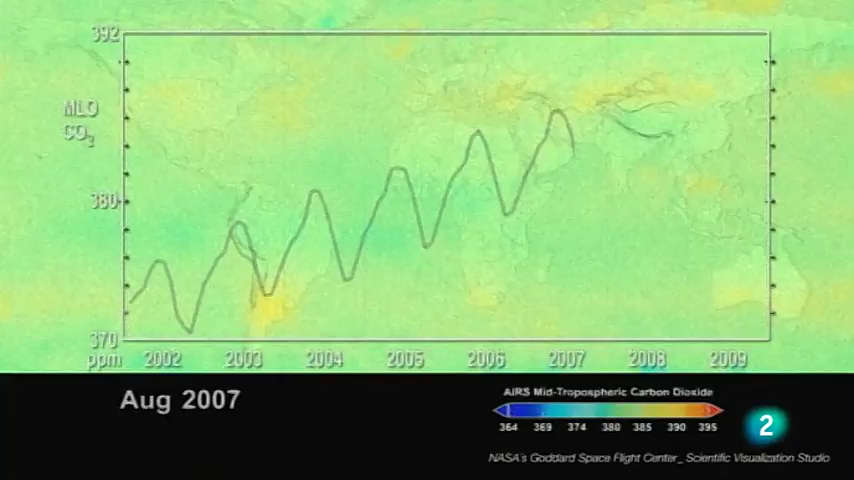 392
MLO
CO2
380
370
ppm 2002 2003 2004 2005 2006 2007 2008 2009
Aug 2007
AIRS Mid-Tropospheric Carbon Dioxide
364 369 374 380 385 390 395
2
NASA's Goddard Space Flight Center_ Scientific Visualization Studio